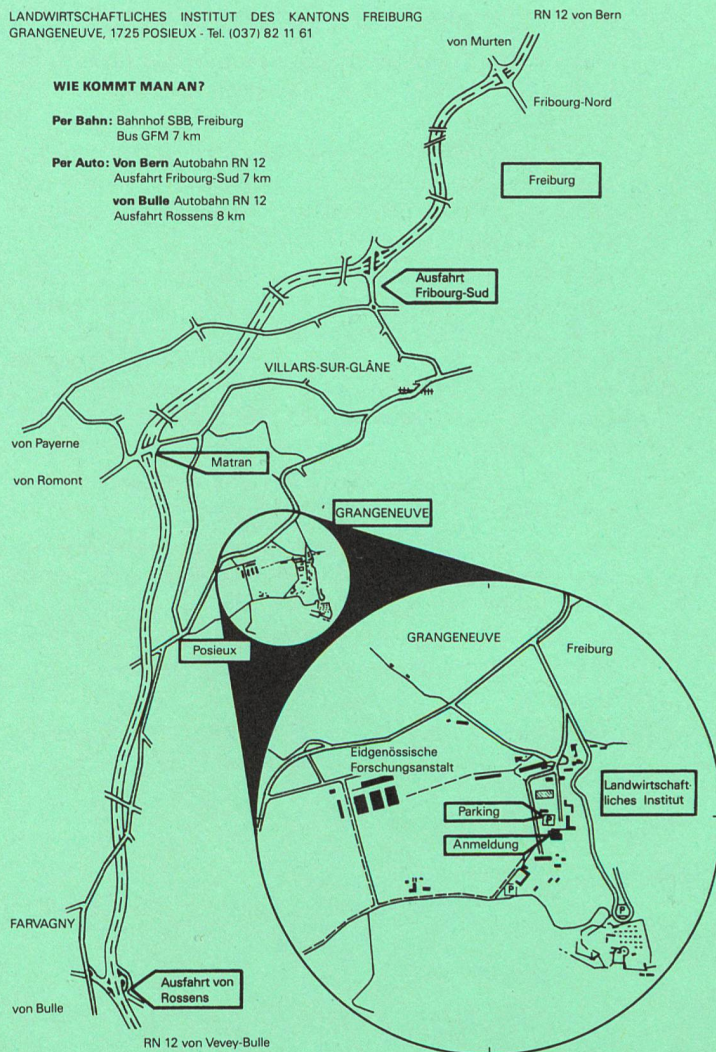 LANDWIRTSCHAFTLICHES INSTITUT DES KANTONS FREIBURG
GRANGENEUVE, 1725 POSIEUX - Tel. (037) 82 11 61
RN 12 von Bern
von Murten
WIE KOMMT MAN AN?
Fribourg-Nord
Per Bahn: Bahnhof SBB, Freiburg
Bus GFM 7 km
Per Auto: Von Bern Autobahn RN 12
Ausfahrt Fribourg-Sud 7 km
Freiburg
von Bulle Autobahn RN 12
Ausfahrt Rossens 8 km
Ausfahrt
Fribourg-Sud
VILLARS-SUR-GLÂNE
von Payerne
Matran
von Romont
GRANGENEUVE
Posieux
GRANGENEUVE
Freiburg
Eidgenössische
Forschungsanstalt
Landwirtschaft-
liches Institut
Parking
P
Anmeldung
P
P
FARVAGNY
Ausfahrt von
Rossens
von Bulle
RN 12 von Vevey-Bulle